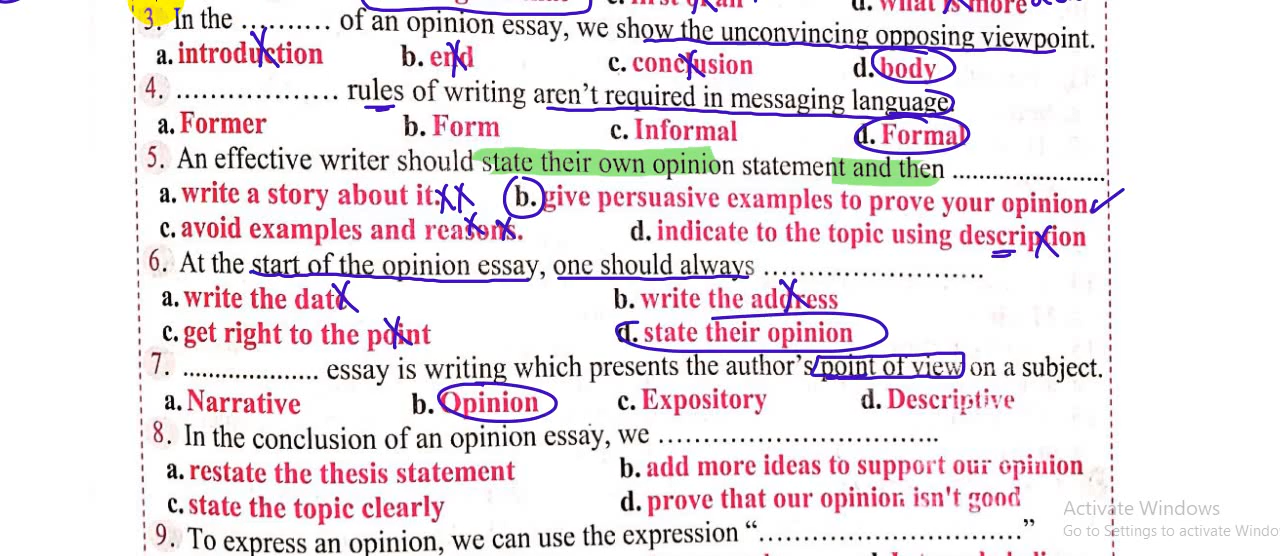 d. What is more
3. In the .......... of an opinion essay, we show the unconvincing opposing viewpoint.
a. introduction b. end c. conclusion d. body
4. ................... rules of writing aren't required in messaging language.
a. Former b. Form c. Informal d. Formal
5. An effective writer should state their own opinion statement and then ......................
a. write a story about it. b. give persuasive examples to prove your opinion.
c. avoid examples and reasons. d. indicate to the topic using description
6. At the start of the opinion essay, one should always .........................
a. write the date b. write the address
c. get right to the point d. state their opinion
7. ................... essay is writing which presents the author's point of view on a subject.
a. Narrative b. Opinion c. Expository d. Descriptive
8. In the conclusion of an opinion essay, we ................................
a. restate the thesis statement b. add more ideas to support our opinion
c. state the topic clearly d. prove that our opinion isn't good
Activate Windows
Go to Settings to activate Windo
9. To express an opinion, we can use the expression “..............................”